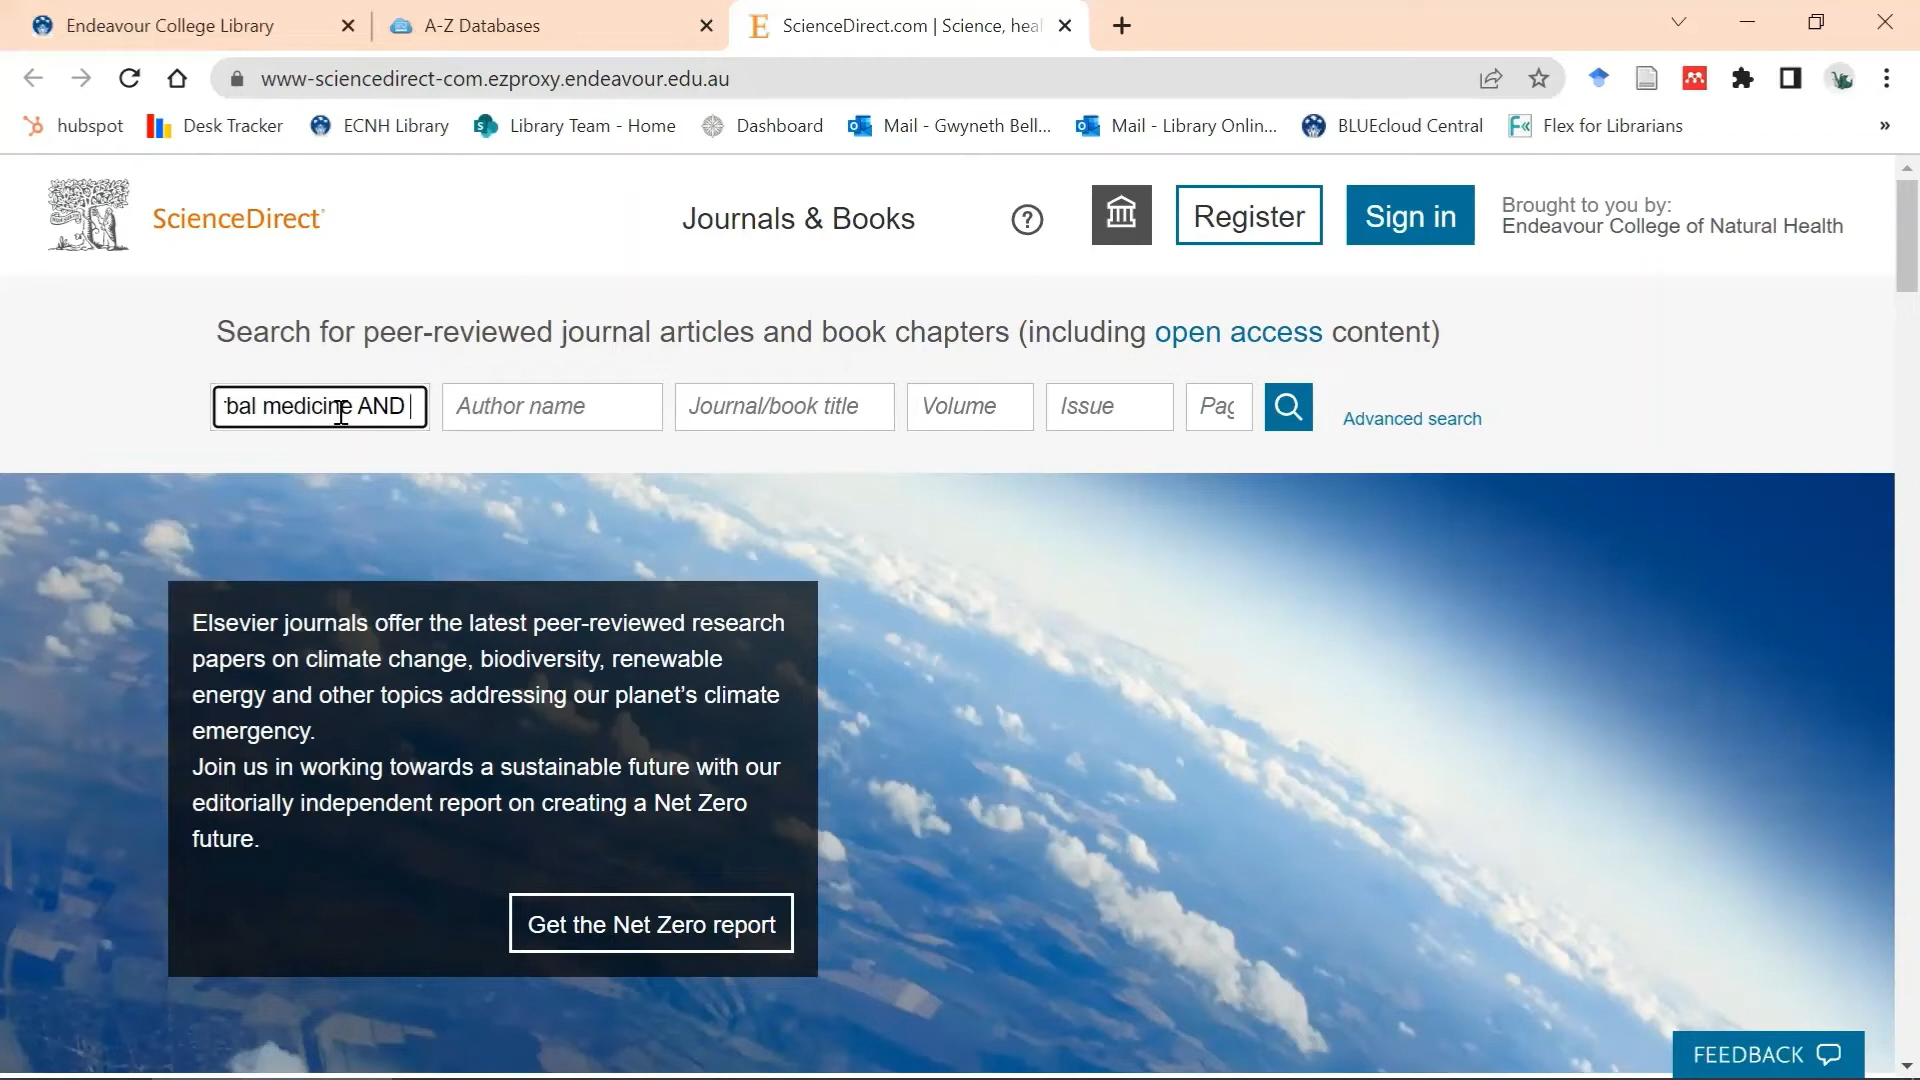 Endeavour College Library
A-Z Databases
ScienceDirect.com | Science, heal
www-sciencedirect-com.ezproxy.endeavour.edu.au
hubspot
Desk Tracker
ECNH Library
Library Team - Home
Dashboard
Mail - Gwyneth Bell...
Mail - Library Onlin...
BLUEcloud Central
Flex for Librarians
»
ScienceDirect
Journals & Books
?
Register
Sign in
Brought to you by:
Endeavour College of Natural Health
Search for peer-reviewed journal articles and book chapters (including open access content)
bal medicine AND
Author name
Journal/book title
Volume
Issue
Pag
Advanced search
Elsevier journals offer the latest peer-reviewed research
papers on climate change, biodiversity, renewable
energy and other topics addressing our planet’s climate
emergency.
Join us in working towards a sustainable future with our
editorially independent report on creating a Net Zero
future.
Get the Net Zero report
FEEDBACK